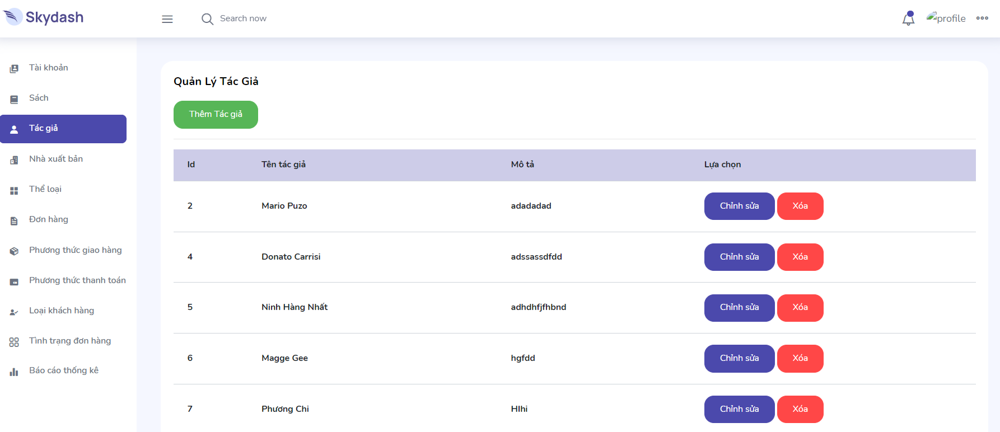 Skydash
Search now
profile
Tài khoản
Sách
Tác giả
Nhà xuất bản
Thể loại
Đơn hàng
Phương thức giao hàng
Phương thức thanh toán
Loại khách hàng
Tình trạng đơn hàng
Báo cáo thống kê
Quản Lý Tác Giả
Thêm Tác giả
Id Tên tác giả Mô tả Lựa chọn
2 Mario Puzo adadadad Chỉnh sửa Xóa
4 Donato Carrisi adssassdfdd Chỉnh sửa Xóa
5 Ninh Hàng Nhất adhdhfjfhbnd Chỉnh sửa Xóa
6 Magge Gee hgfdd Chỉnh sửa Xóa
7 Phương Chi HIhi Chỉnh sửa Xóa